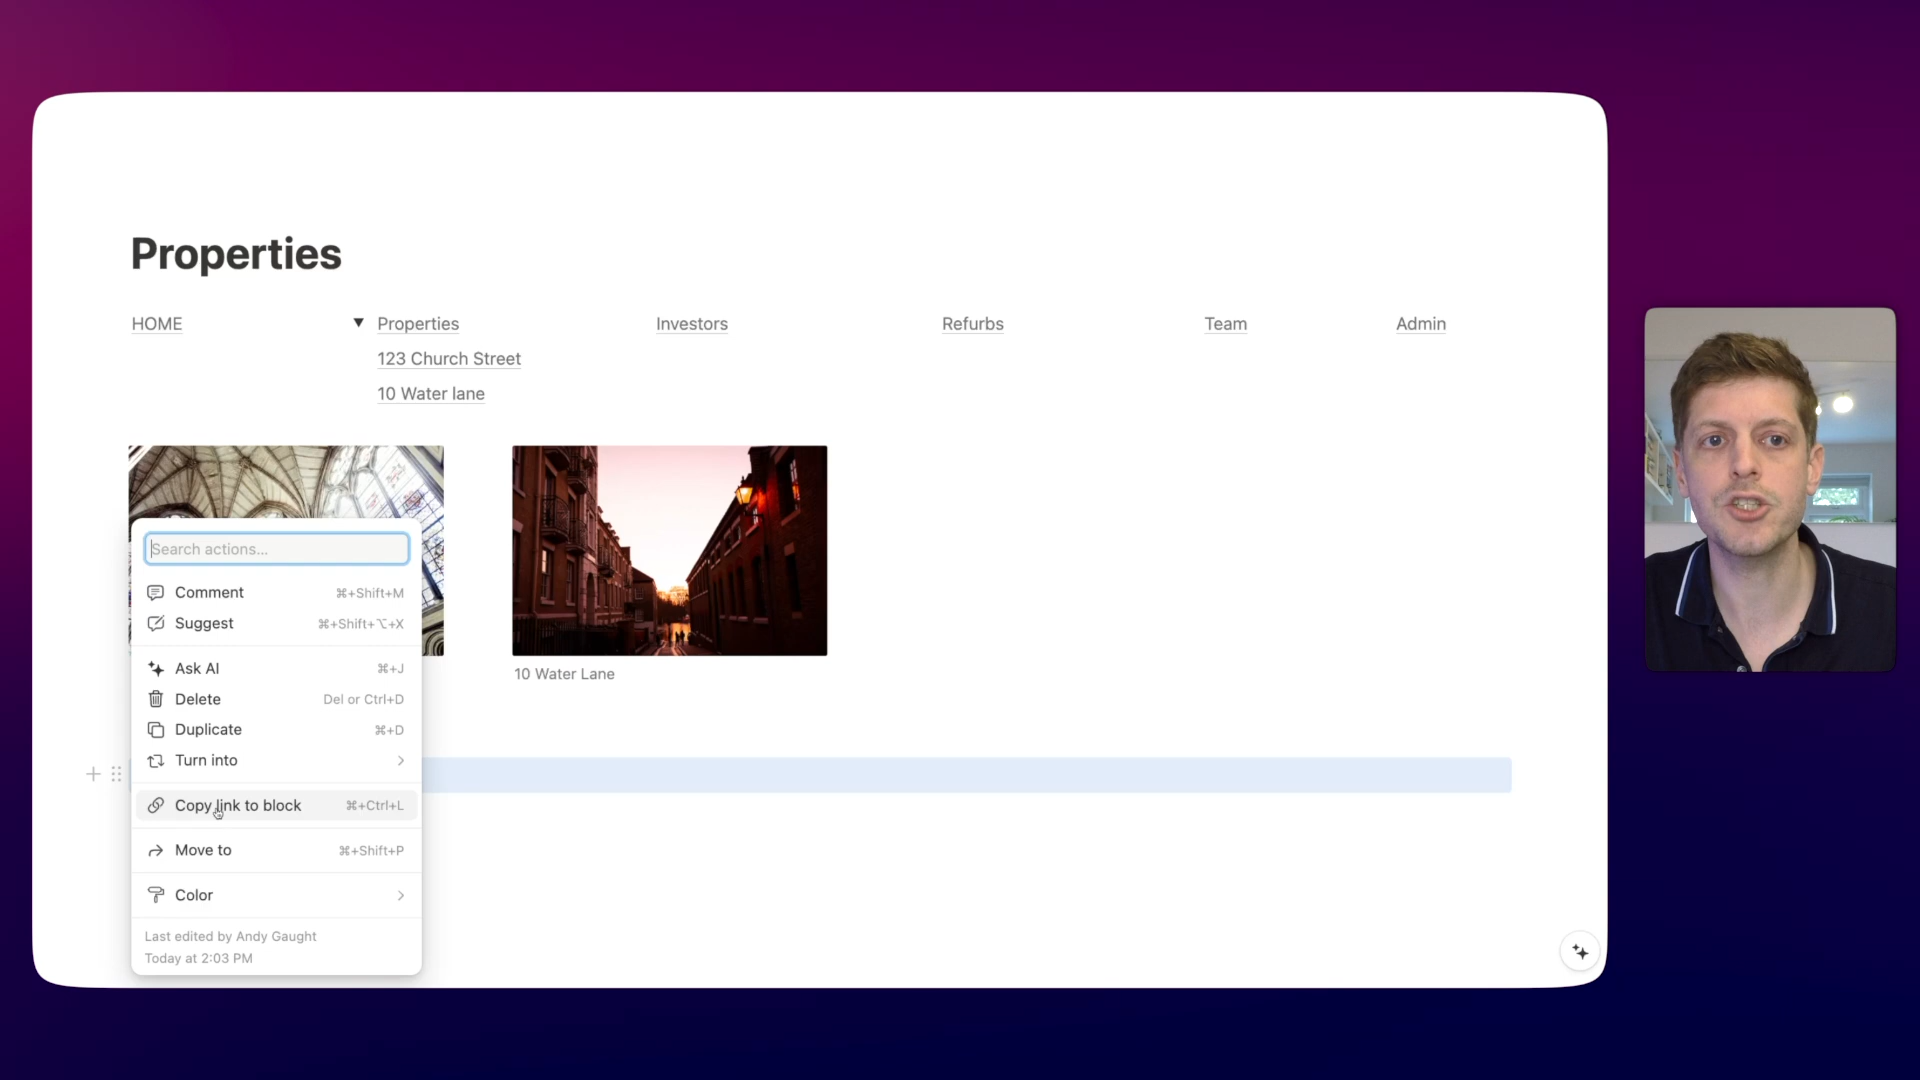 Properties
HOME
Properties
Investors
Refurbs
Team
Admin
123 Church Street
10 Water lane
10 Water Lane
Search actions...
Comment ⌘+Shift+M
Suggest ⌘+Shift+⌥+X
Ask AI ⌘+J
Delete Del or Ctrl+D
Duplicate ⌘+D
Turn into
Copy link to block ⌘+Ctrl+L
Move to ⌘+Shift+P
Color
Last edited by Andy Gaught
Today at 2:03 PM